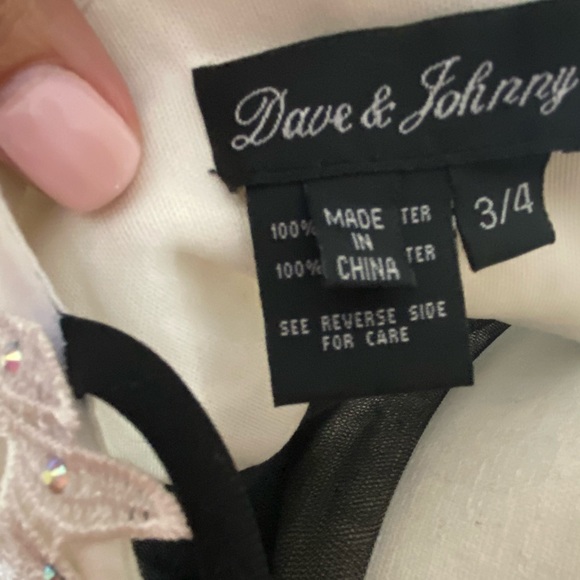 Dave & Johnny
3/4
MADE
IN
CHINA
100% TER
100% TER
SEE REVERSE SIDE
FOR CARE